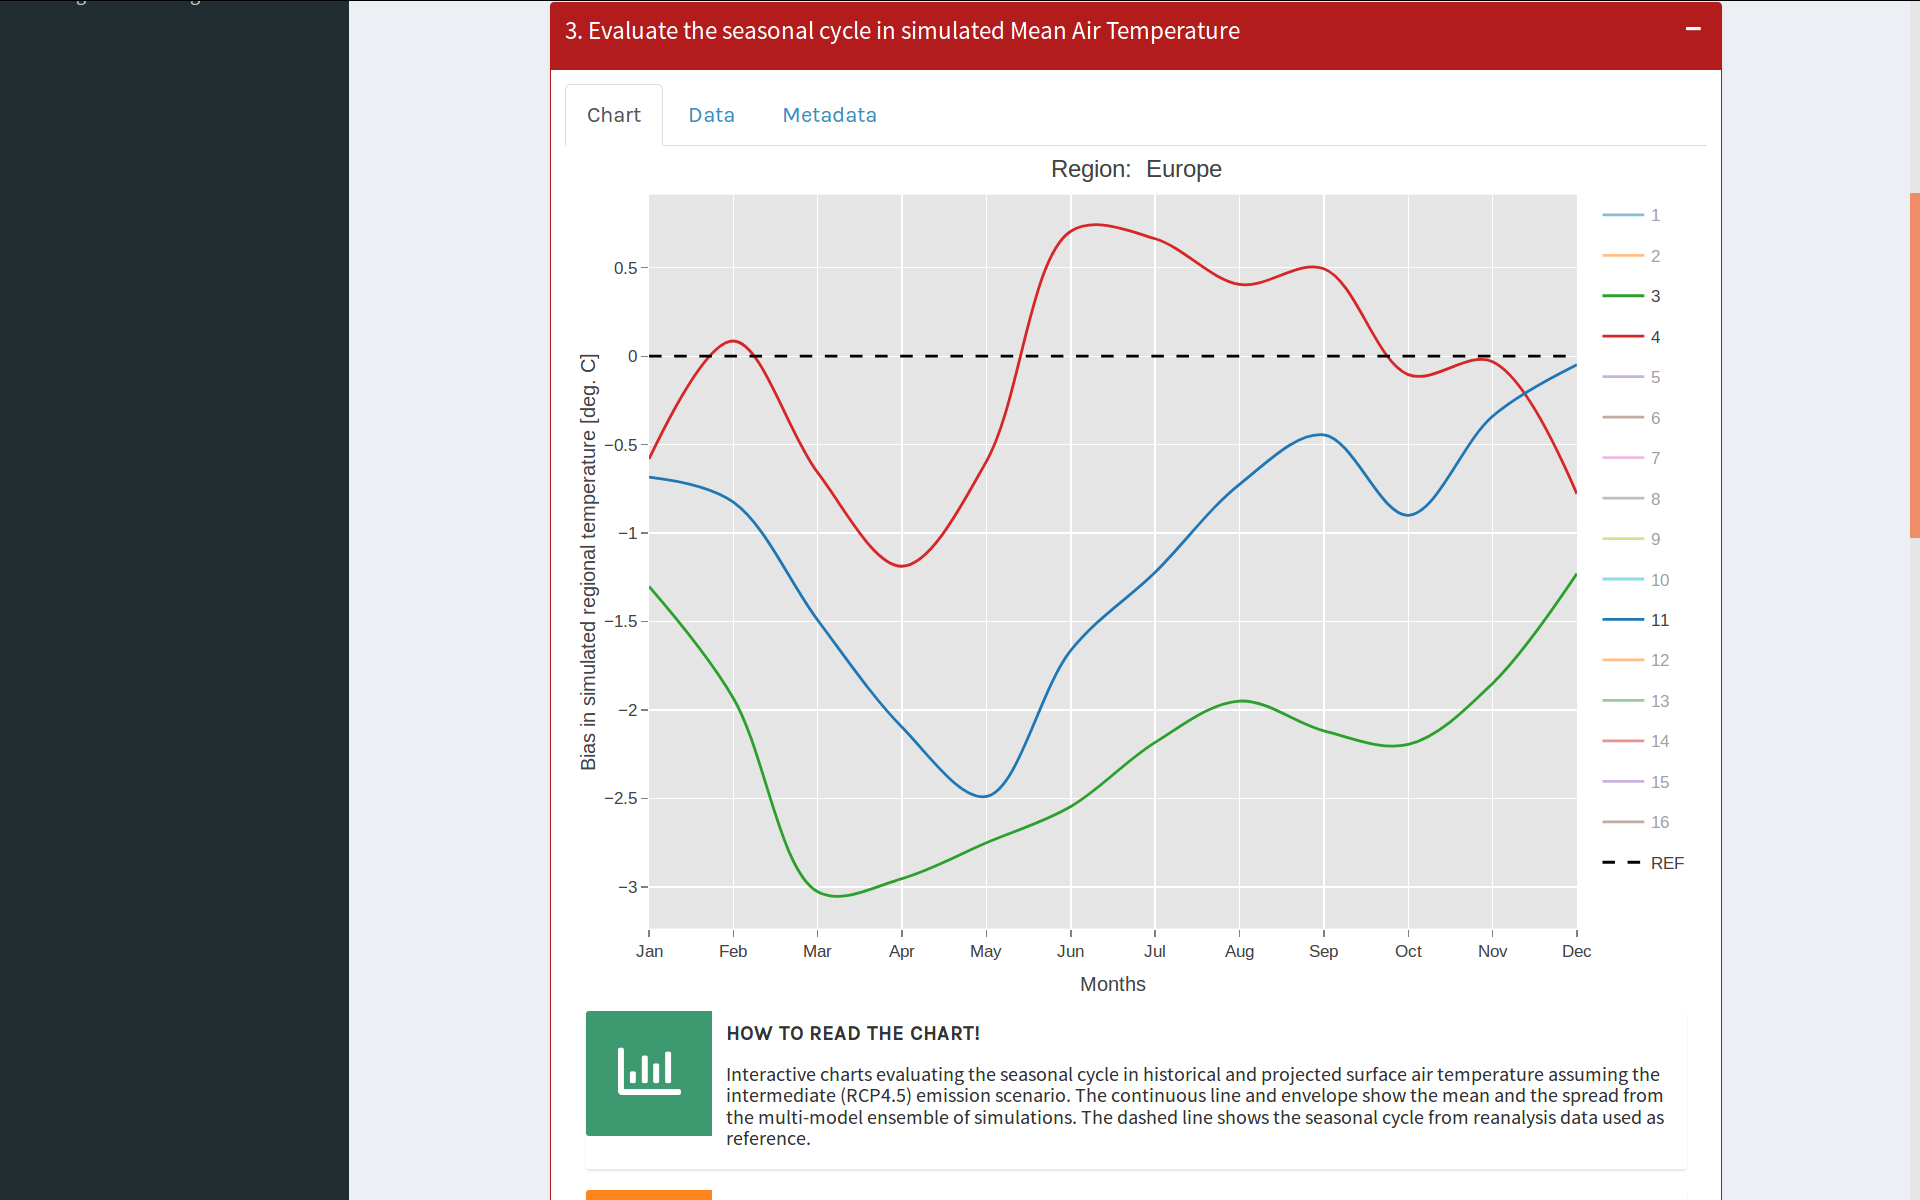 3. Evaluate the seasonal cycle in simulated Mean Air Temperature
Chart
Data
Metadata
Region: Europe
Bias in simulated regional temperature [deg. C]
0.5
0
−0.5
−1
−1.5
−2
−2.5
−3
Jan
Feb
Mar
Apr
May
Jun
Jul
Aug
Sep
Oct
Nov
Dec
Months
1
2
3
4
5
6
7
8
9
10
11
12
13
14
15
16
REF
HOW TO READ THE CHART!
Interactive charts evaluating the seasonal cycle in historical and projected surface air temperature assuming the
intermediate (RCP4.5) emission scenario. The continuous line and envelope show the mean and the spread from
the multi-model ensemble of simulations. The dashed line shows the seasonal cycle from reanalysis data used as
reference.